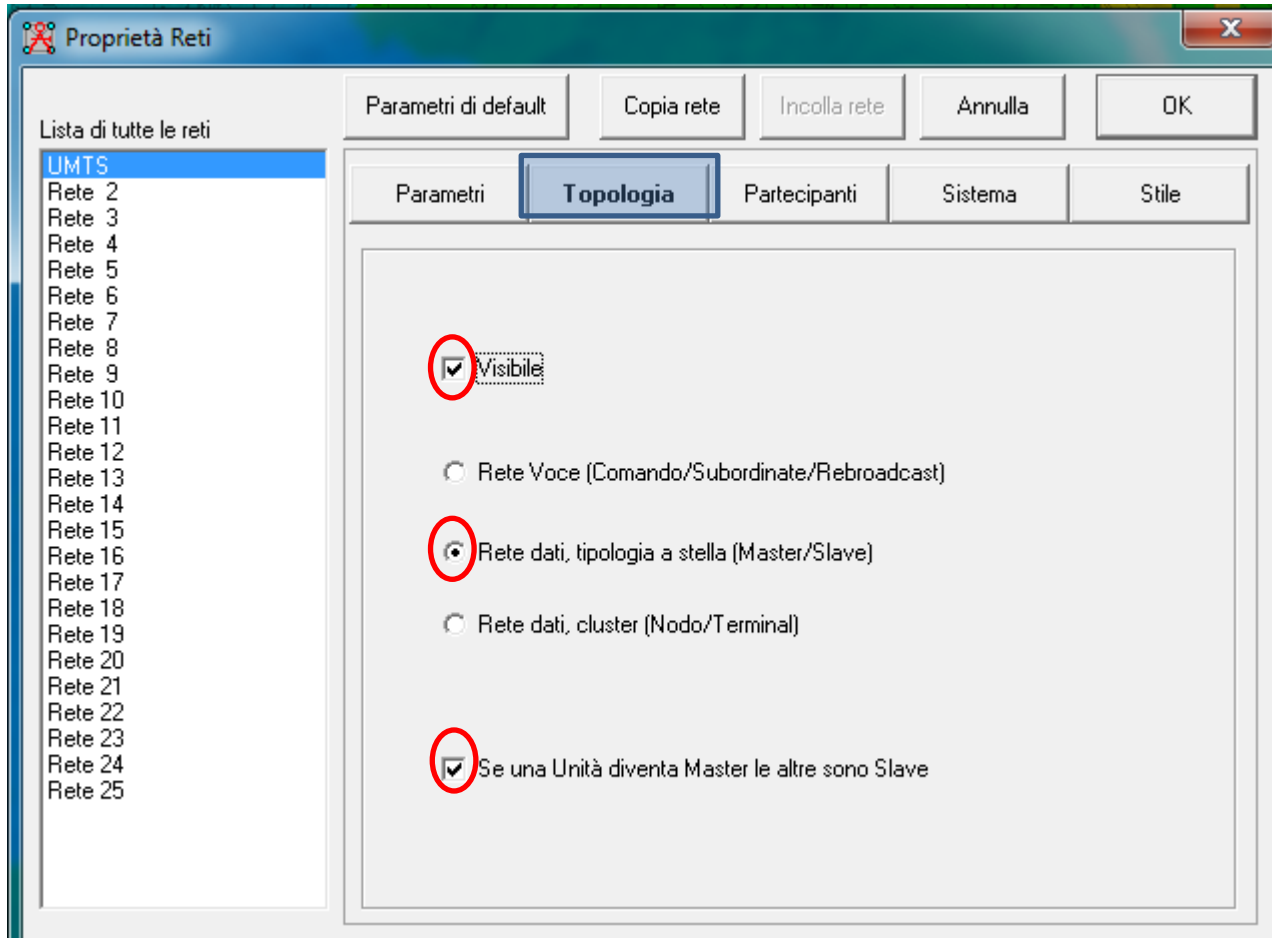 Proprietà Reti
x
Parametri di default
Copia rete
Incolla rete
Annulla
OK
Lista di tutte le reti
UMTS
Rete 2
Rete 3
Rete 4
Rete 5
Rete 6
Rete 7
Rete 8
Rete 9
Rete 10
Rete 11
Rete 12
Rete 13
Rete 14
Rete 15
Rete 16
Rete 17
Rete 18
Rete 19
Rete 20
Rete 21
Rete 22
Rete 23
Rete 24
Rete 25
Parametri
Topologia
Partecipanti
Sistema
Stile
Visibile
Rete Voce (Comando/Subordinate/Rebroadcast)
Rete dati, tipologia a stella (Master/Slave)
Rete dati, cluster (Nodo/Terminal)
Se una Unità diventa Master le altre sono Slave